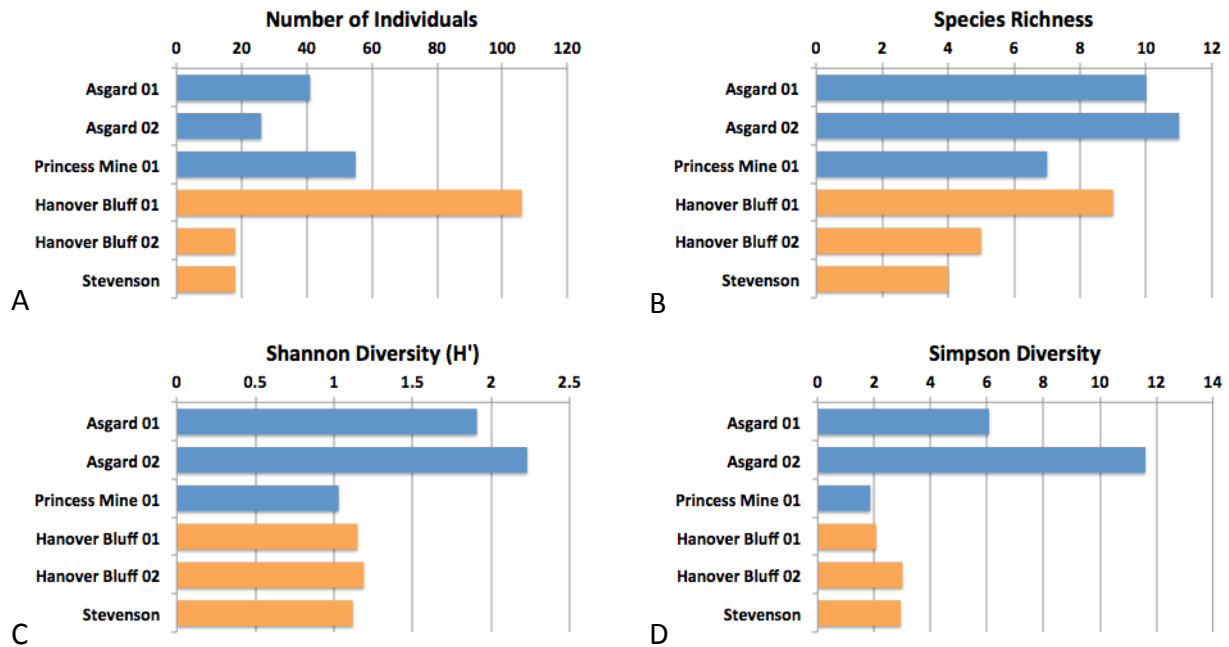 Number of Individuals
0 20 40 60 80 100 120
Asgard 01
Asgard 02
Princess Mine 01
Hanover Bluff 01
Hanover Bluff 02
Stevenson
A
Species Richness
0 2 4 6 8 10 12
Asgard 01
Asgard 02
Princess Mine 01
Hanover Bluff 01
Hanover Bluff 02
Stevenson
B
Shannon Diversity (H')
0 0.5 1 1.5 2 2.5
Asgard 01
Asgard 02
Princess Mine 01
Hanover Bluff 01
Hanover Bluff 02
Stevenson
C
Simpson Diversity
0 2 4 6 8 10 12 14
Asgard 01
Asgard 02
Princess Mine 01
Hanover Bluff 01
Hanover Bluff 02
Stevenson
D